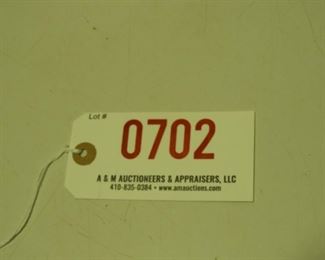 Lot #
0702
A & M AUCTIONEERS & APPRAISERS, LLC
410-835-0384 • www.amauctions.com